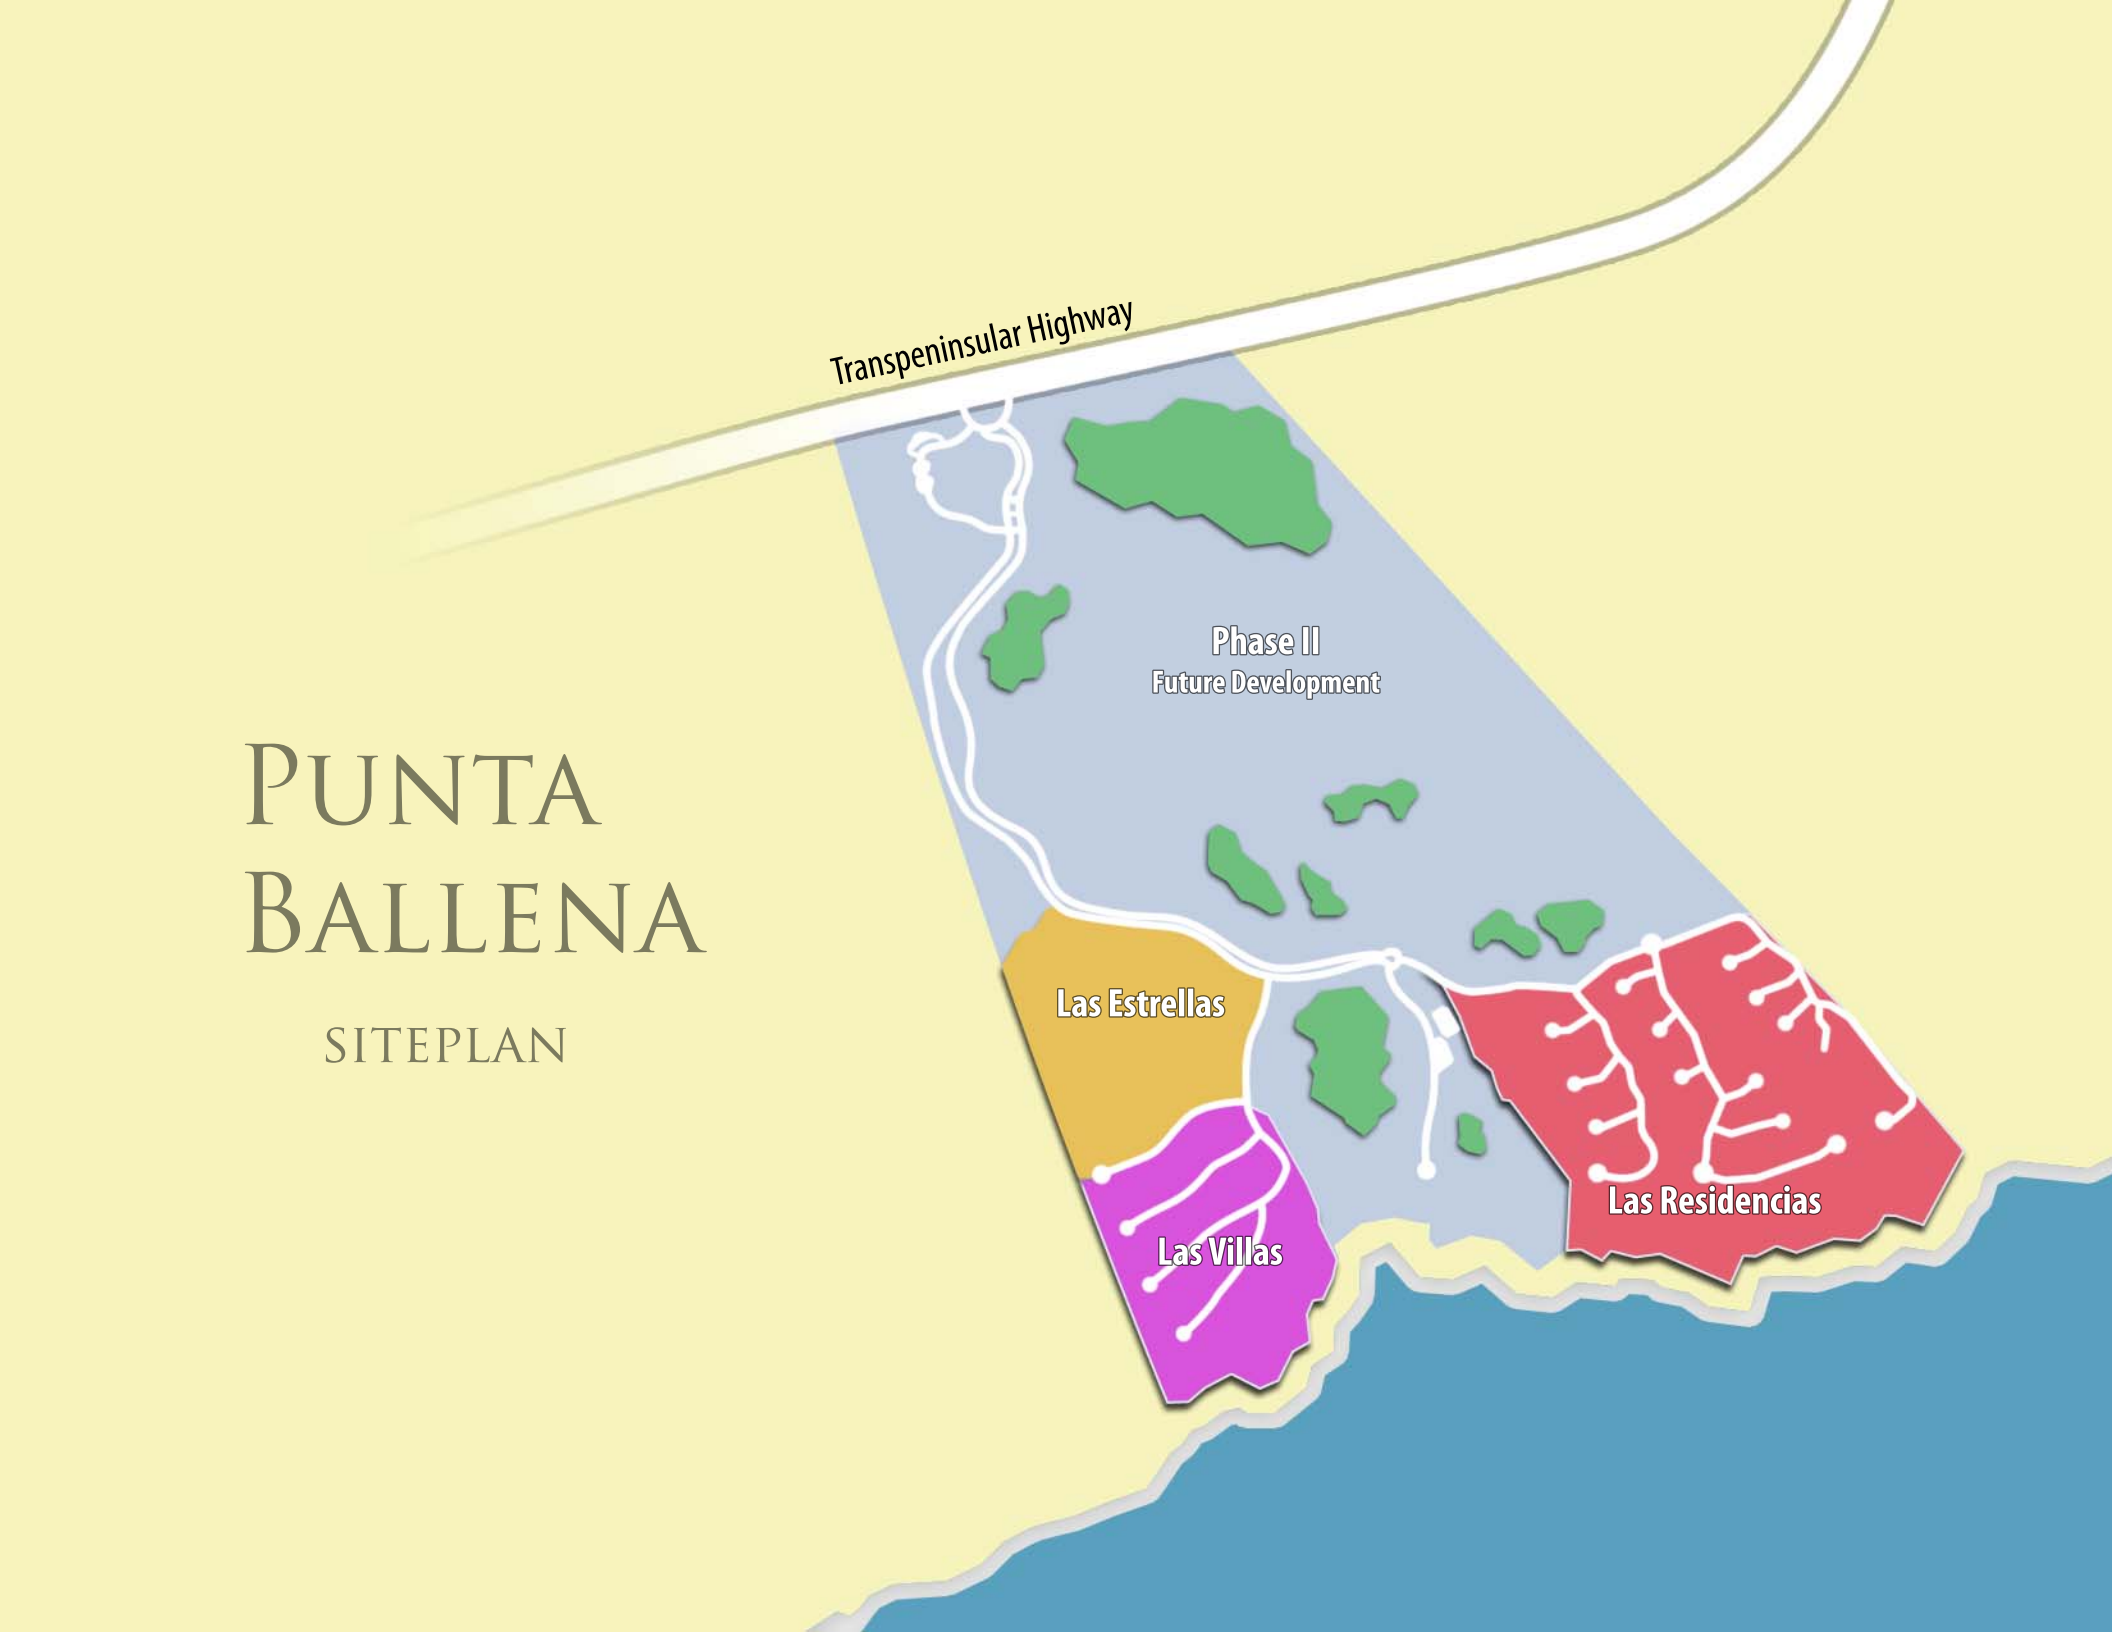 Transpeninsular Highway
Phase II
Future Development
PUNTA
BALLENA
SITEPLAN
Las Estrellas
Las Villas
Las Residencias